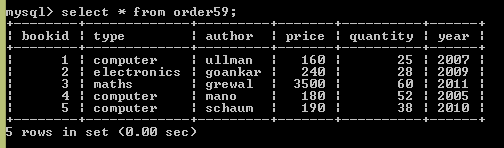 mysql> select * from order59;
+--------+-------------+---------+-------+----------+------+
| bookid | type        | author  | price | quantity | year |
+--------+-------------+---------+-------+----------+------+
|      1 | computer    | ullman  |   160 |       25 | 2007 |
|      2 | electronics | goankar |   240 |       28 | 2009 |
|      3 | maths       | grewal  |  3500 |       60 | 2011 |
|      4 | computer    | mano    |   180 |       52 | 2005 |
|      5 | computer    | schaum  |   190 |       38 | 2010 |
+--------+-------------+---------+-------+----------+------+
5 rows in set (0.00 sec)